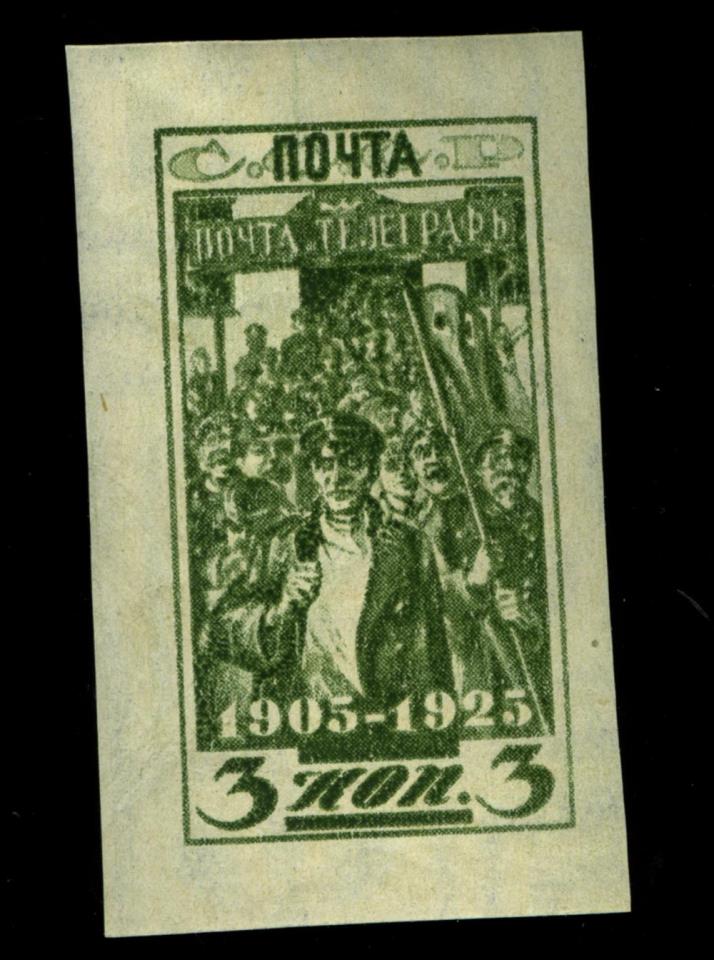 С. ПОЧТА .Р
ПОЧТА и ТЕЛЕГРАФЪ
1905-1925
3 коп. 3